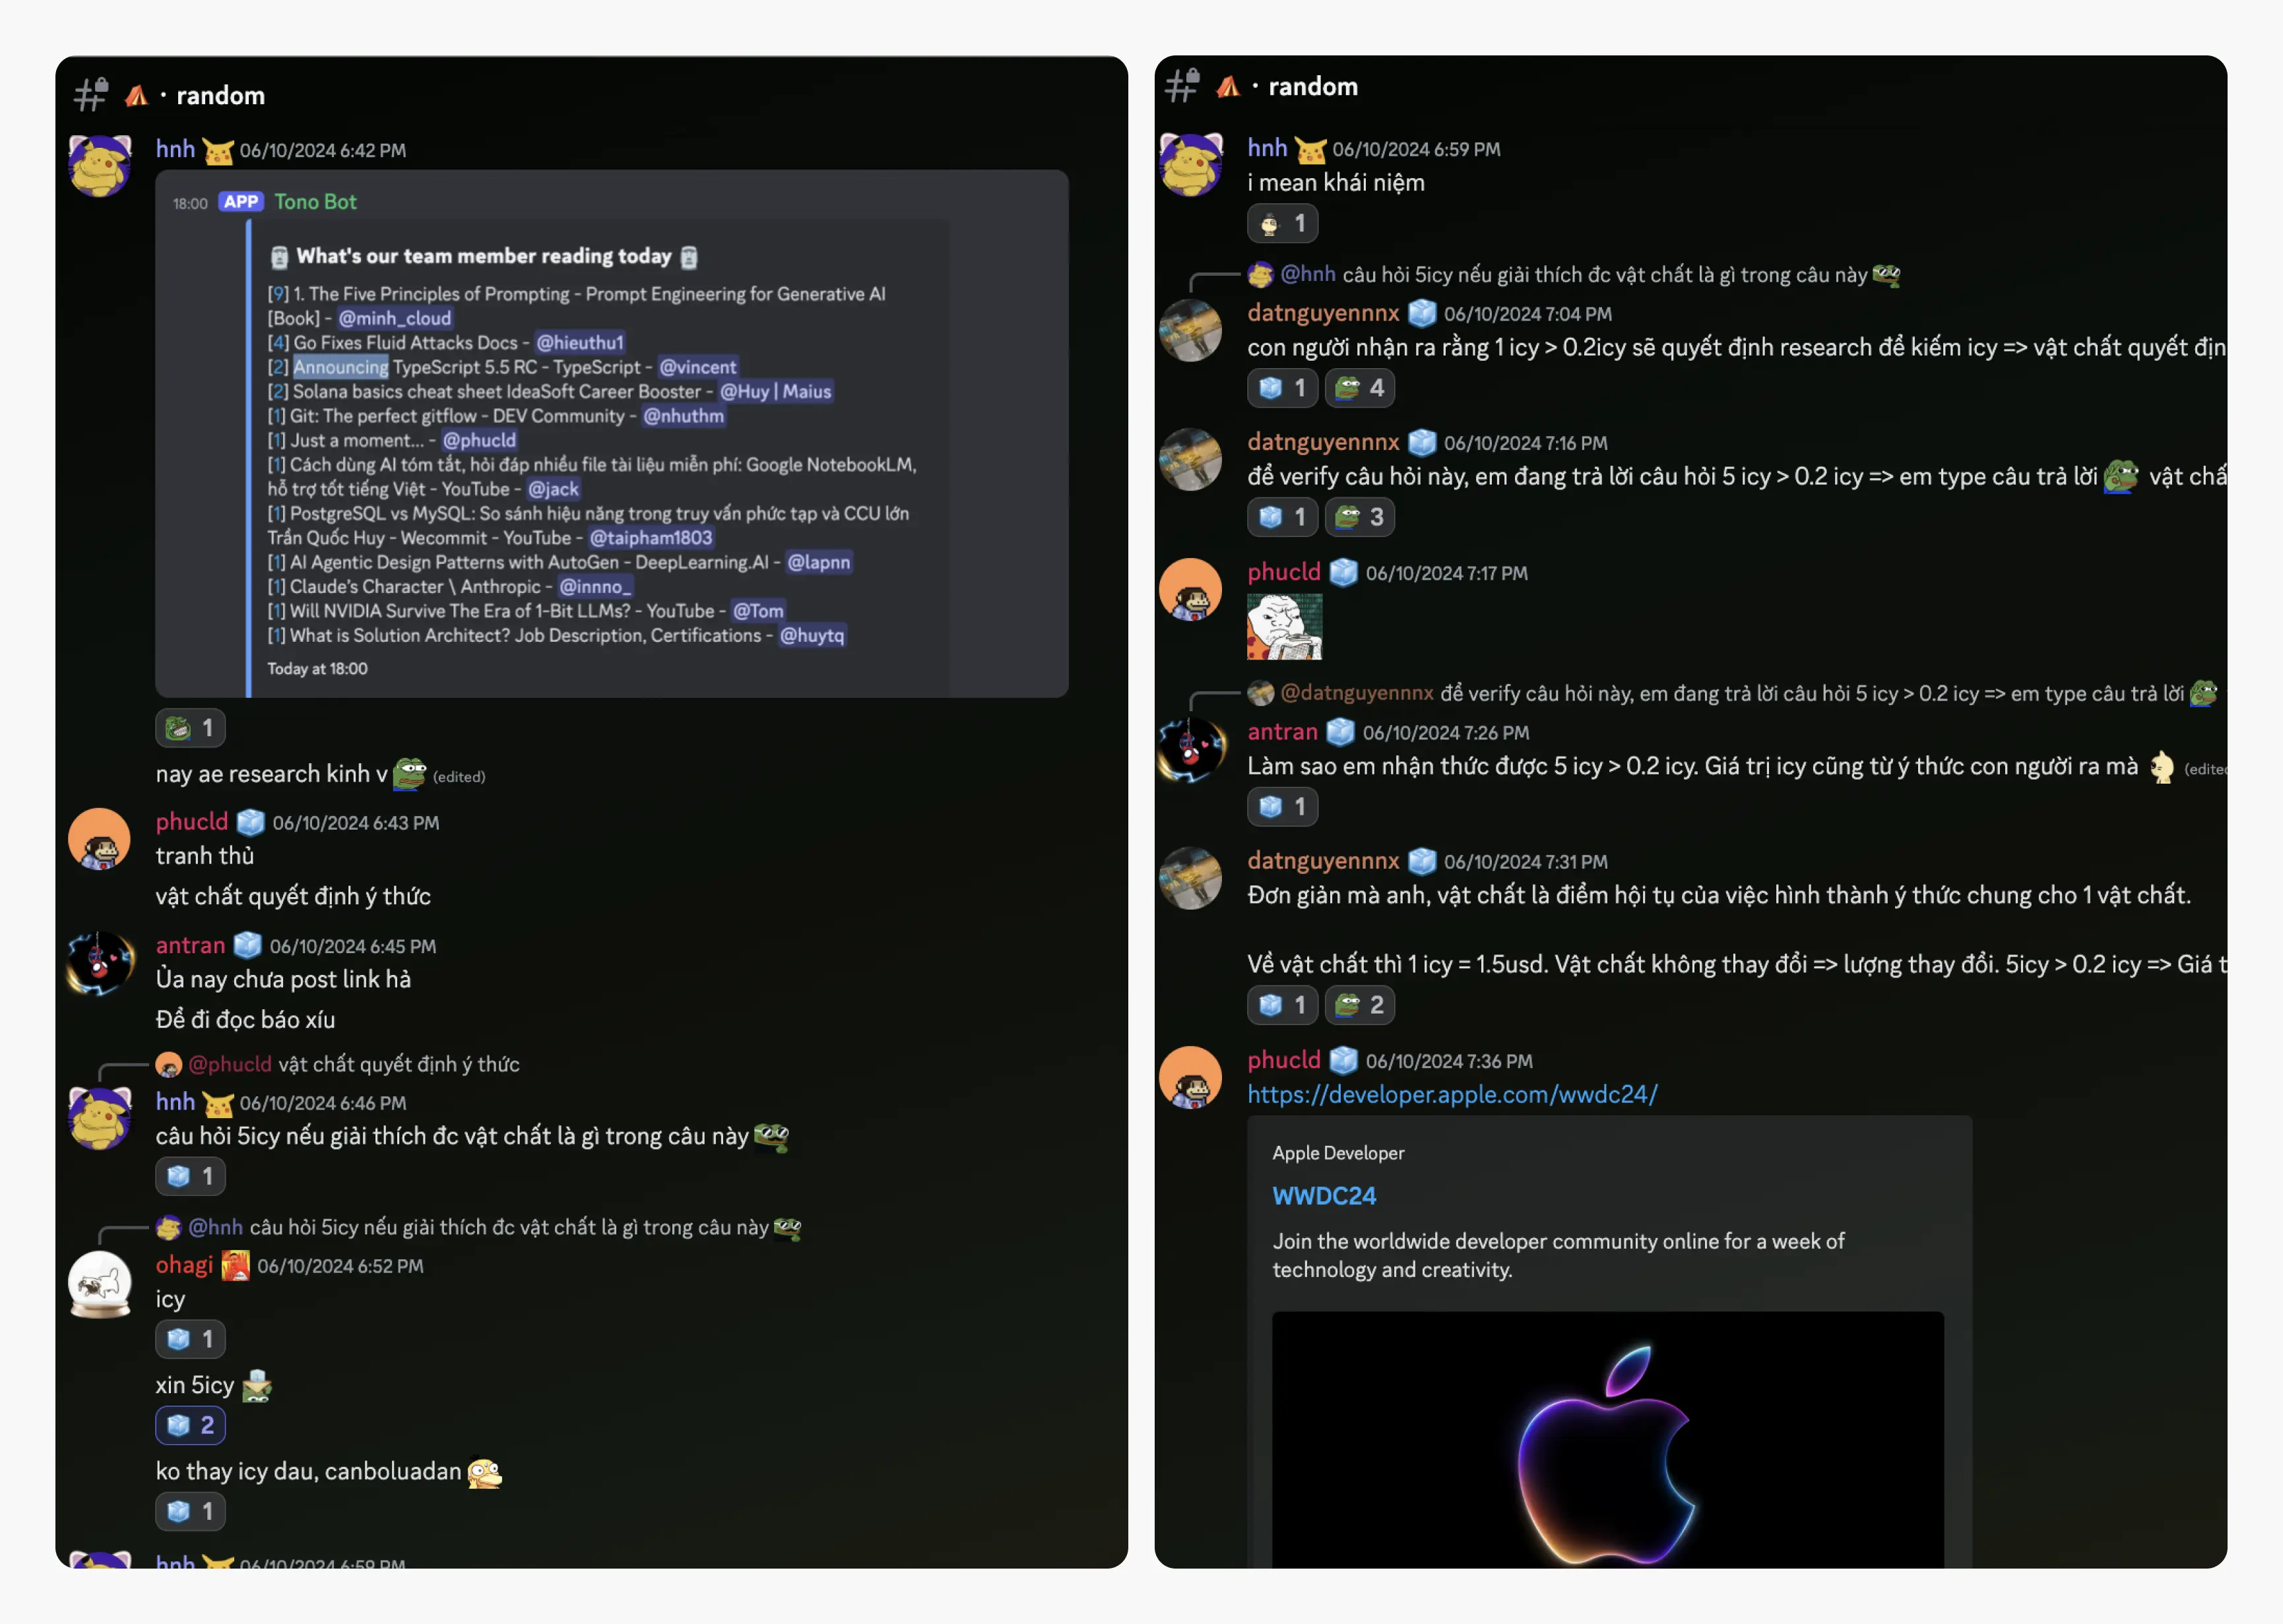 · random
hnh 06/10/2024 6:42 PM
18:00 APP Tono Bot
What's our team member reading today
[9] 1. The Five Principles of Prompting - Prompt Engineering for Generative AI
[Book] - @minh_cloud
[4] Go Fixes Fluid Attacks Docs - @hieuthu1
[2] Announcing TypeScript 5.5 RC - TypeScript - @vincent
[2] Solana basics cheat sheet IdeaSoft Career Booster - @Huy | Maius
[1] Git: The perfect gitflow - DEV Community - @nhuthm
[1] Just a moment... - @phucld
[1] Cách dùng AI tóm tắt, hỏi đáp nhiều file tài liệu miễn phí: Google NotebookLM,
hỗ trợ tốt tiếng Việt - YouTube - @jack
[1] PostgreSQL vs MySQL: So sánh hiệu năng trong truy vấn phức tạp và CCU lớn
Trần Quốc Huy - Wecommit - YouTube - @taipham1803
[1] AI Agentic Design Patterns with AutoGen - DeepLearning.AI - @lapnn
[1] Claude's Character \ Anthropic - @innno_
[1] Will NVIDIA Survive The Era of 1-Bit LLMs? - YouTube - @Tom
[1] What is Solution Architect? Job Description, Certifications - @huytq
Today at 18:00
1
nay ae research kinh v (edited)
phucld 06/10/2024 6:43 PM
tranh thủ
vật chất quyết định ý thức
antran 06/10/2024 6:45 PM
Ủa nay chưa post link hả
Để đi đọc báo xíu
@phucld vật chất quyết định ý thức
hnh 06/10/2024 6:46 PM
câu hỏi 5icy nếu giải thích đc vật chất là gì trong câu này
1
@hnh câu hỏi 5icy nếu giải thích đc vật chất là gì trong câu này
ohagi 06/10/2024 6:52 PM
icy
1
xin 5icy
2
ko thay icy dau, canboluadan
1
hnh 06/10/2024 6:59 PM
· random
hnh 06/10/2024 6:59 PM
i mean khái niệm
1
@hnh câu hỏi 5icy nếu giải thích đc vật chất là gì trong câu này
datnguyennnx 06/10/2024 7:04 PM
con người nhận ra rằng 1 icy > 0.2icy sẽ quyết định research để kiếm icy => vật chất quyết địn
1 4
datnguyennnx 06/10/2024 7:16 PM
để verify câu hỏi này, em đang trả lời câu hỏi 5 icy > 0.2 icy => em type câu trả lời vật chấ
1 3
phucld 06/10/2024 7:17 PM
@datnguyennnx để verify câu hỏi này, em đang trả lời câu hỏi 5 icy > 0.2 icy => em type câu trả lời
antran 06/10/2024 7:26 PM
Làm sao em nhận thức được 5 icy > 0.2 icy. Giá trị icy cũng từ ý thức con người ra mà (edited
1
datnguyennnx 06/10/2024 7:31 PM
Đơn giản mà anh, vật chất là điểm hội tụ của việc hình thành ý thức chung cho 1 vật chất.
Về vật chất thì 1 icy = 1.5usd. Vật chất không thay đổi => lượng thay đổi. 5icy > 0.2 icy => Giá t
1 2
phucld 06/10/2024 7:36 PM
https://developer.apple.com/wwdc24/
Apple Developer
WWDC24
Join the worldwide developer community online for a week of
technology and creativity.